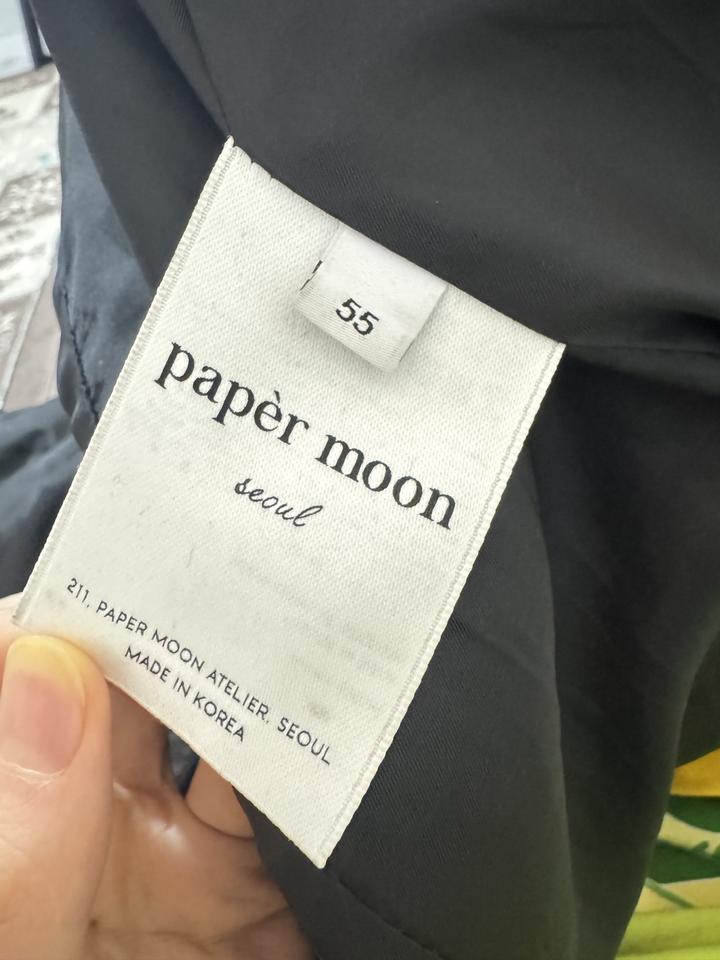 55
papèr moon
seoul
211, PAPER MOON ATELIER, SEOUL
MADE IN KOREA